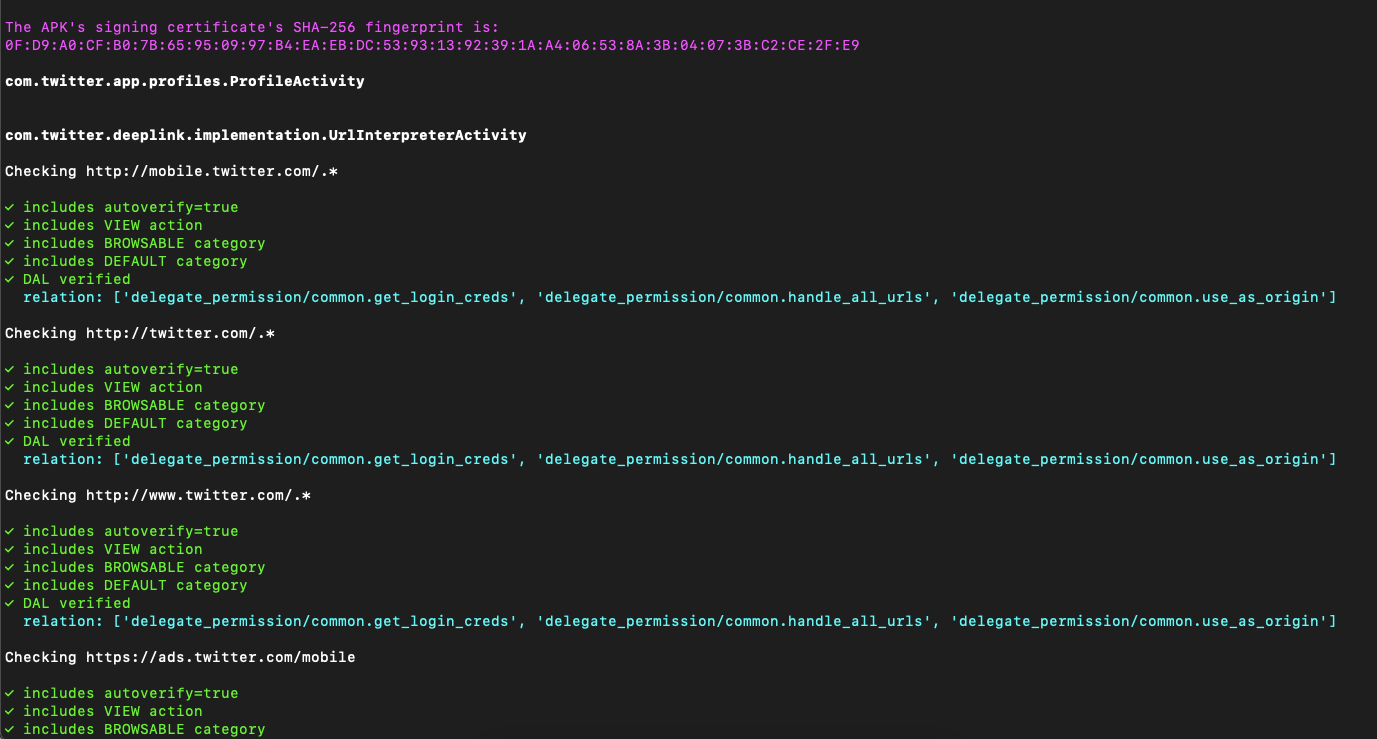 The APK's signing certificate's SHA-256 fingerprint is:
0F:D9:A0:CF:B0:7B:65:95:09:97:B4:EA:EB:DC:53:93:13:92:39:1A:A4:06:53:8A:3B:04:07:3B:C2:CE:2F:E9
com.twitter.app.profiles.ProfileActivity
com.twitter.deeplink.implementation.UrlInterpreterActivity
Checking http://mobile.twitter.com/.*
✓ includes autoverify=true
✓ includes VIEW action
✓ includes BROWSABLE category
✓ includes DEFAULT category
✓ DAL verified
relation: ['delegate_permission/common.get_login_creds', 'delegate_permission/common.handle_all_urls', 'delegate_permission/common.use_as_origin']
Checking http://twitter.com/.*
✓ includes autoverify=true
✓ includes VIEW action
✓ includes BROWSABLE category
✓ includes DEFAULT category
✓ DAL verified
relation: ['delegate_permission/common.get_login_creds', 'delegate_permission/common.handle_all_urls', 'delegate_permission/common.use_as_origin']
Checking http://www.twitter.com/.*
✓ includes autoverify=true
✓ includes VIEW action
✓ includes BROWSABLE category
✓ includes DEFAULT category
✓ DAL verified
relation: ['delegate_permission/common.get_login_creds', 'delegate_permission/common.handle_all_urls', 'delegate_permission/common.use_as_origin']
Checking https://ads.twitter.com/mobile
✓ includes autoverify=true
✓ includes VIEW action
✓ includes BROWSABLE category